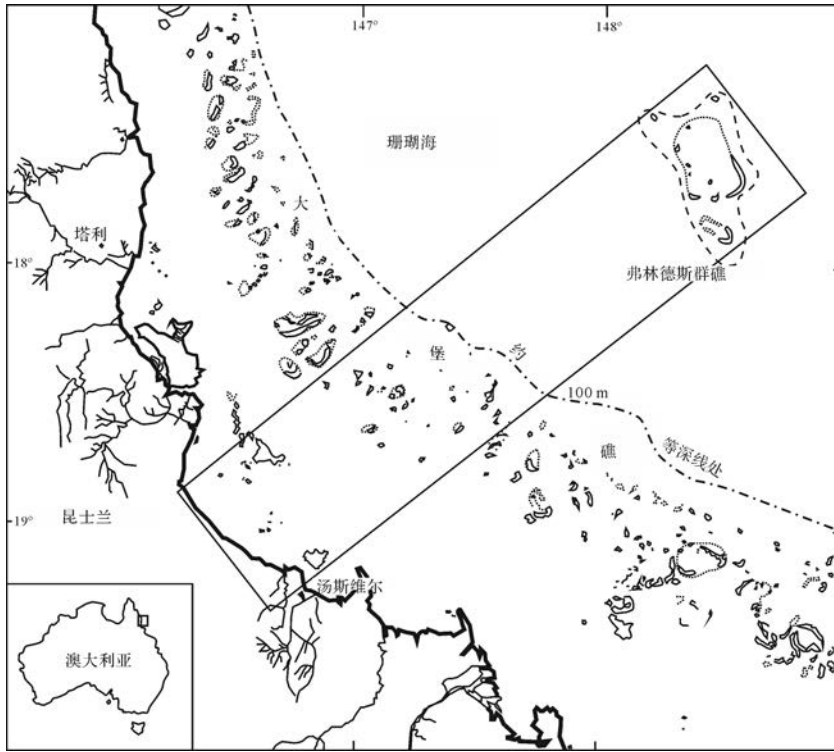 147°
148°
珊瑚海
大
塔利
18°
弗林德斯群礁
堡
约
100 m
礁
等深线处
19°
昆士兰
汤斯维尔
澳大利亚